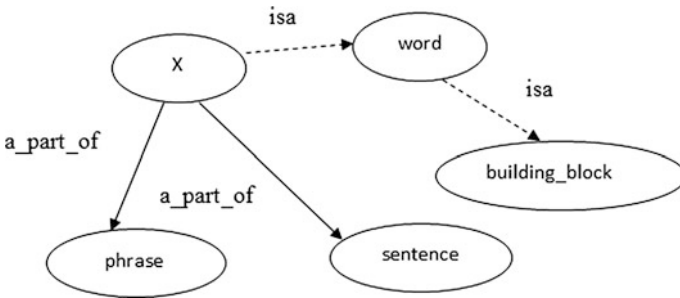 isa
X
word
isa
a_part_of
building_block
a_part_of
phrase
sentence